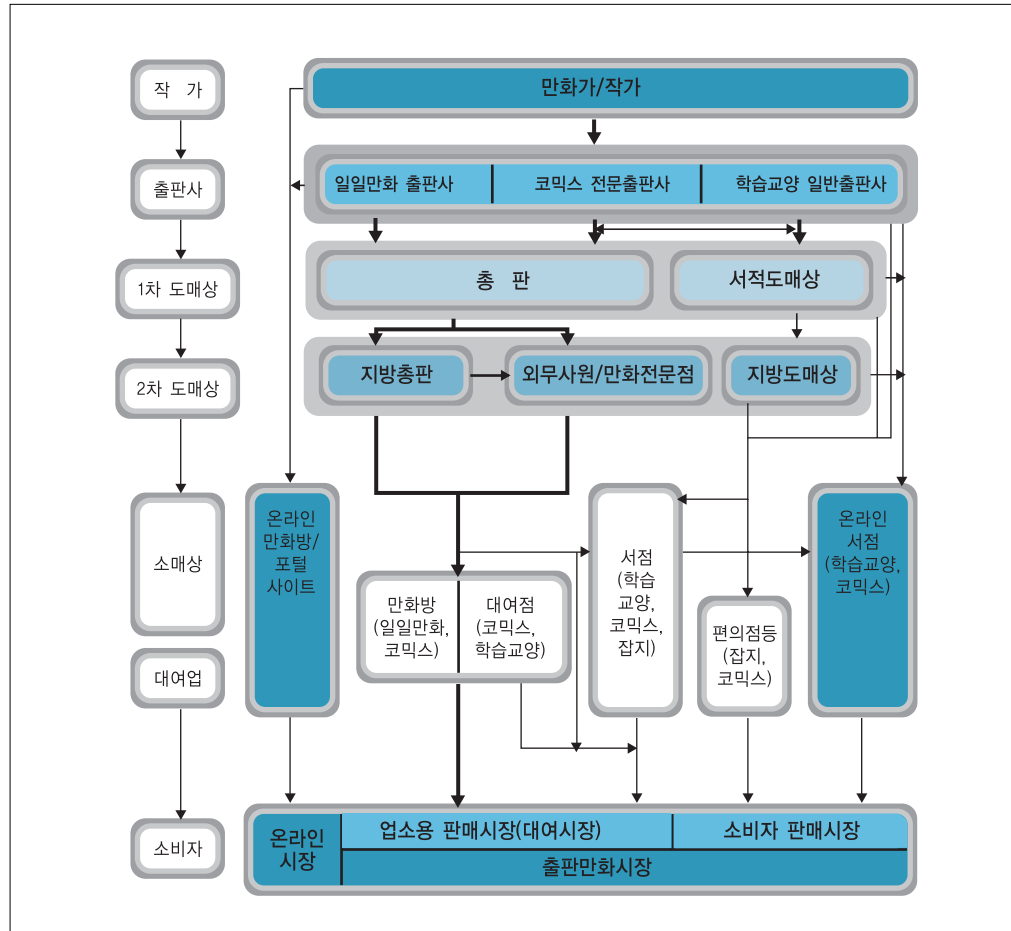 작 가
만화가/작가
출판사
일일만화 출판사
코믹스 전문출판사
학습교양 일반출판사
1차 도매상
총 판
서적도매상
2차 도매상
지방총판
외무사원/만화전문점
지방도매상
소매상
온라인
만화방/
포털
사이트
만화방
(일일만화,
코믹스)
대여점
(코믹스,
학습교양)
서점
(학습
교양,
코믹스,
잡지)
편의점등
(잡지,
코믹스)
온라인
서점
(학습교양,
코믹스)
대여업
소비자
온라인
시장
업소용 판매시장(대여시장)
소비자 판매시장
출판만화시장